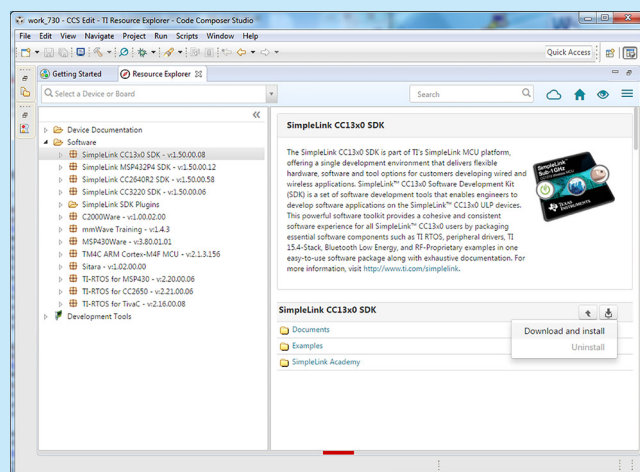 work_730 - CCS Edit - TI Resource Explorer - Code Composer Studio
File Edit View Navigate Project Run Scripts Window Help
Quick Access
Getting Started
Resource Explorer
Select a Device or Board
Search
Device Documentation
Software
SimpleLink CC13x0 SDK - v:1.50.00.08
SimpleLink MSP432P4 SDK - v:1.50.00.12
SimpleLink CC2640R2 SDK - v:1.50.00.58
SimpleLink CC3220 SDK - v:1.50.00.06
SimpleLink SDK Plugins
C2000Ware - v:1.00.02.00
mmWave Training - v:1.4.3
MSP430Ware - v:3.80.01.01
TM4C ARM Cortex-M4F MCU - v:2.1.3.156
Sitara - v:1.02.00.00
TI-RTOS for MSP430 - v:2.20.00.06
TI-RTOS for CC2650 - v:2.21.00.06
TI-RTOS for TivaC - v:2.16.00.08
Development Tools
SimpleLink CC13x0 SDK
The SimpleLink CC13x0 SDK is part of TI's SimpleLink MCU platform,
offering a single development environment that delivers flexible
hardware, software and tool options for customers developing wired and
wireless applications. SimpleLink™ CC13x0 Software Development Kit
(SDK) is a set of software development tools that enables engineers to
develop software applications on the SimpleLink CC13x0 ULP devices.
This powerful software toolkit provides a cohesive and consistent
software experience for all SimpleLink™ CC13x0 users by packaging
essential software components such as TI RTOS, peripheral drivers, TI
15.4-Stack, Bluetooth Low Energy, and RF-Proprietary examples in one
easy-to-use software package along with exhaustive documentation. For
more information, visit http://www.ti.com/simplelink.
SimpleLink™
Sub-1GHz
TEXAS INSTRUMENTS
SimpleLink CC13x0 SDK
Documents
Examples
SimpleLink Academy
Download and install
Uninstall